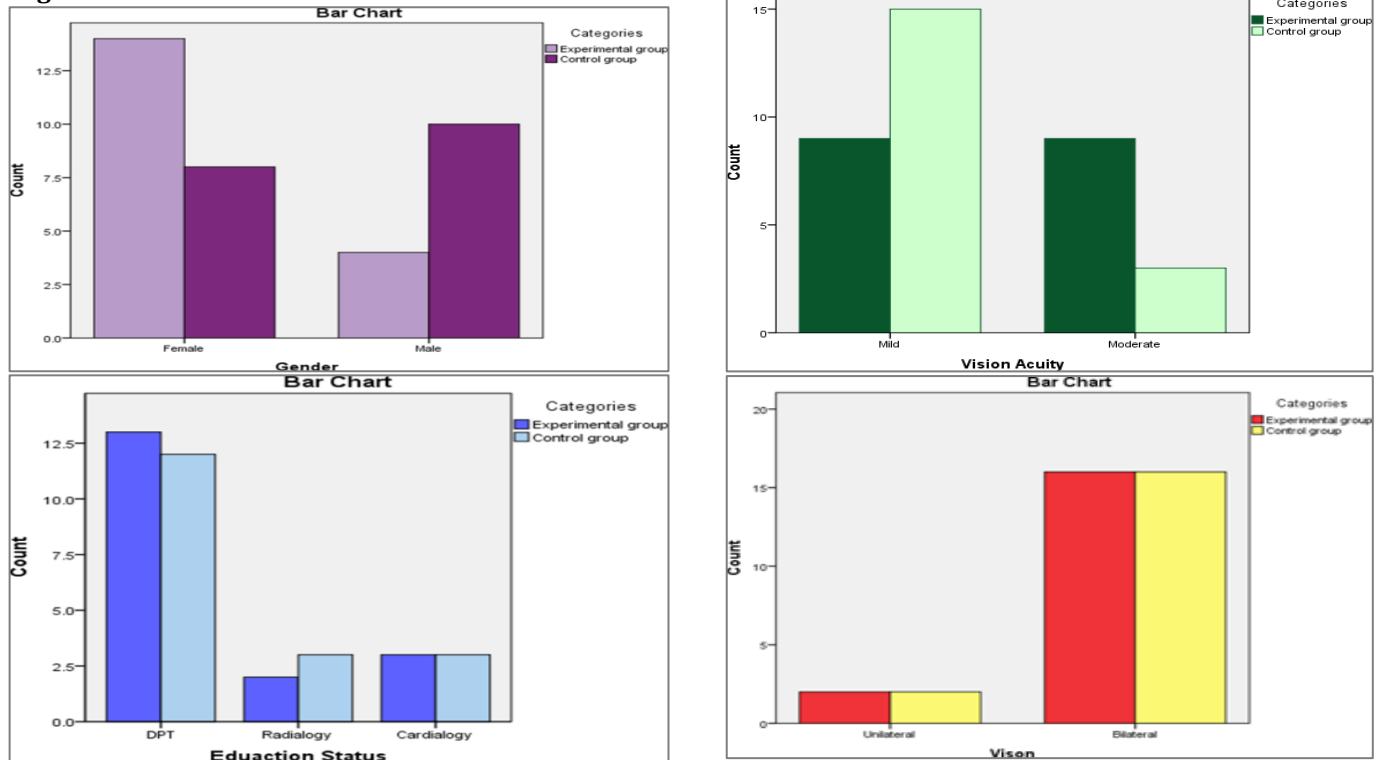 Bar Chart
Categories
Experimental group
Control group
12.5
10.0
7.5
5.0
2.5
0.0
Count
Female Male
Gender
Categories
Experimental group
Control group
15
10
5
0
Count
Mild Moderate
Vision Acuity
Bar Chart
Categories
Experimental group
Control group
12.5
10.0
7.5
5.0
2.5
0.0
Count
DPT Radialogy Cardialogy
Eduaction Status
Bar Chart
Categories
Experimental group
Control group
20
15
10
5
0
Count
Unilateral Bilateral
Vison